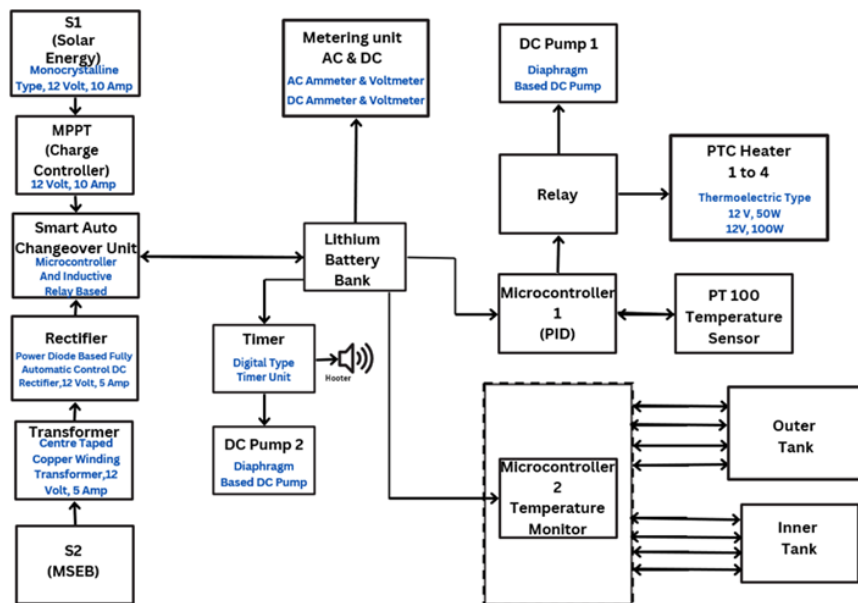 S1
(Solar
Energy)
Monocrystalline
Type, 12 Volt, 10 Amp
MPPT
(Charge
Controller)
12 Volt, 10 Amp
Smart Auto
Changeover Unit
Microcontroller
And Inductive
Relay Based
Rectifier
Power Diode Based Fully
Automatic Control DC
Rectifier,12 Volt, 5 Amp
Transformer
Centre Taped
Copper Winding
Transformer,12
Volt, 5 Amp
S2
(MSEB)
Metering unit
AC & DC
AC Ammeter & Voltmeter
DC Ammeter & Voltmeter
Lithium
Battery
Bank
Timer
Digital Type
Timer Unit
Hooter
DC Pump 2
Diaphragm
Based DC Pump
DC Pump 1
Diaphragm
Based DC Pump
Relay
PTC Heater
1 to 4
Thermoelectric Type
12 V, 50W
12V, 100W
Microcontroller
1
(PID)
PT 100
Temperature
Sensor
Microcontroller
2
Temperature
Monitor
Outer
Tank
Inner
Tank